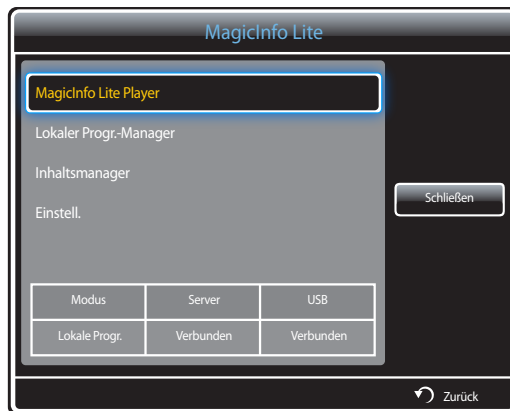 MagicInfo Lite
MagicInfo Lite Player
Lokaler Progr.-Manager
Inhaltsmanager
Einstell.
Schließen
Modus Server USB
Lokale Progr. Verbunden Verbunden
Zurück